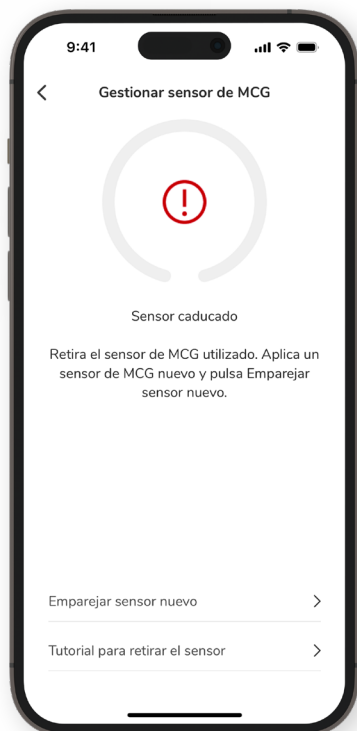 9:41
Gestionar sensor de MCG
Sensor caducado
Retira el sensor de MCG utilizado. Aplica un
sensor de MCG nuevo y pulsa Emparejar
sensor nuevo.
Emparejar sensor nuevo
Tutorial para retirar el sensor